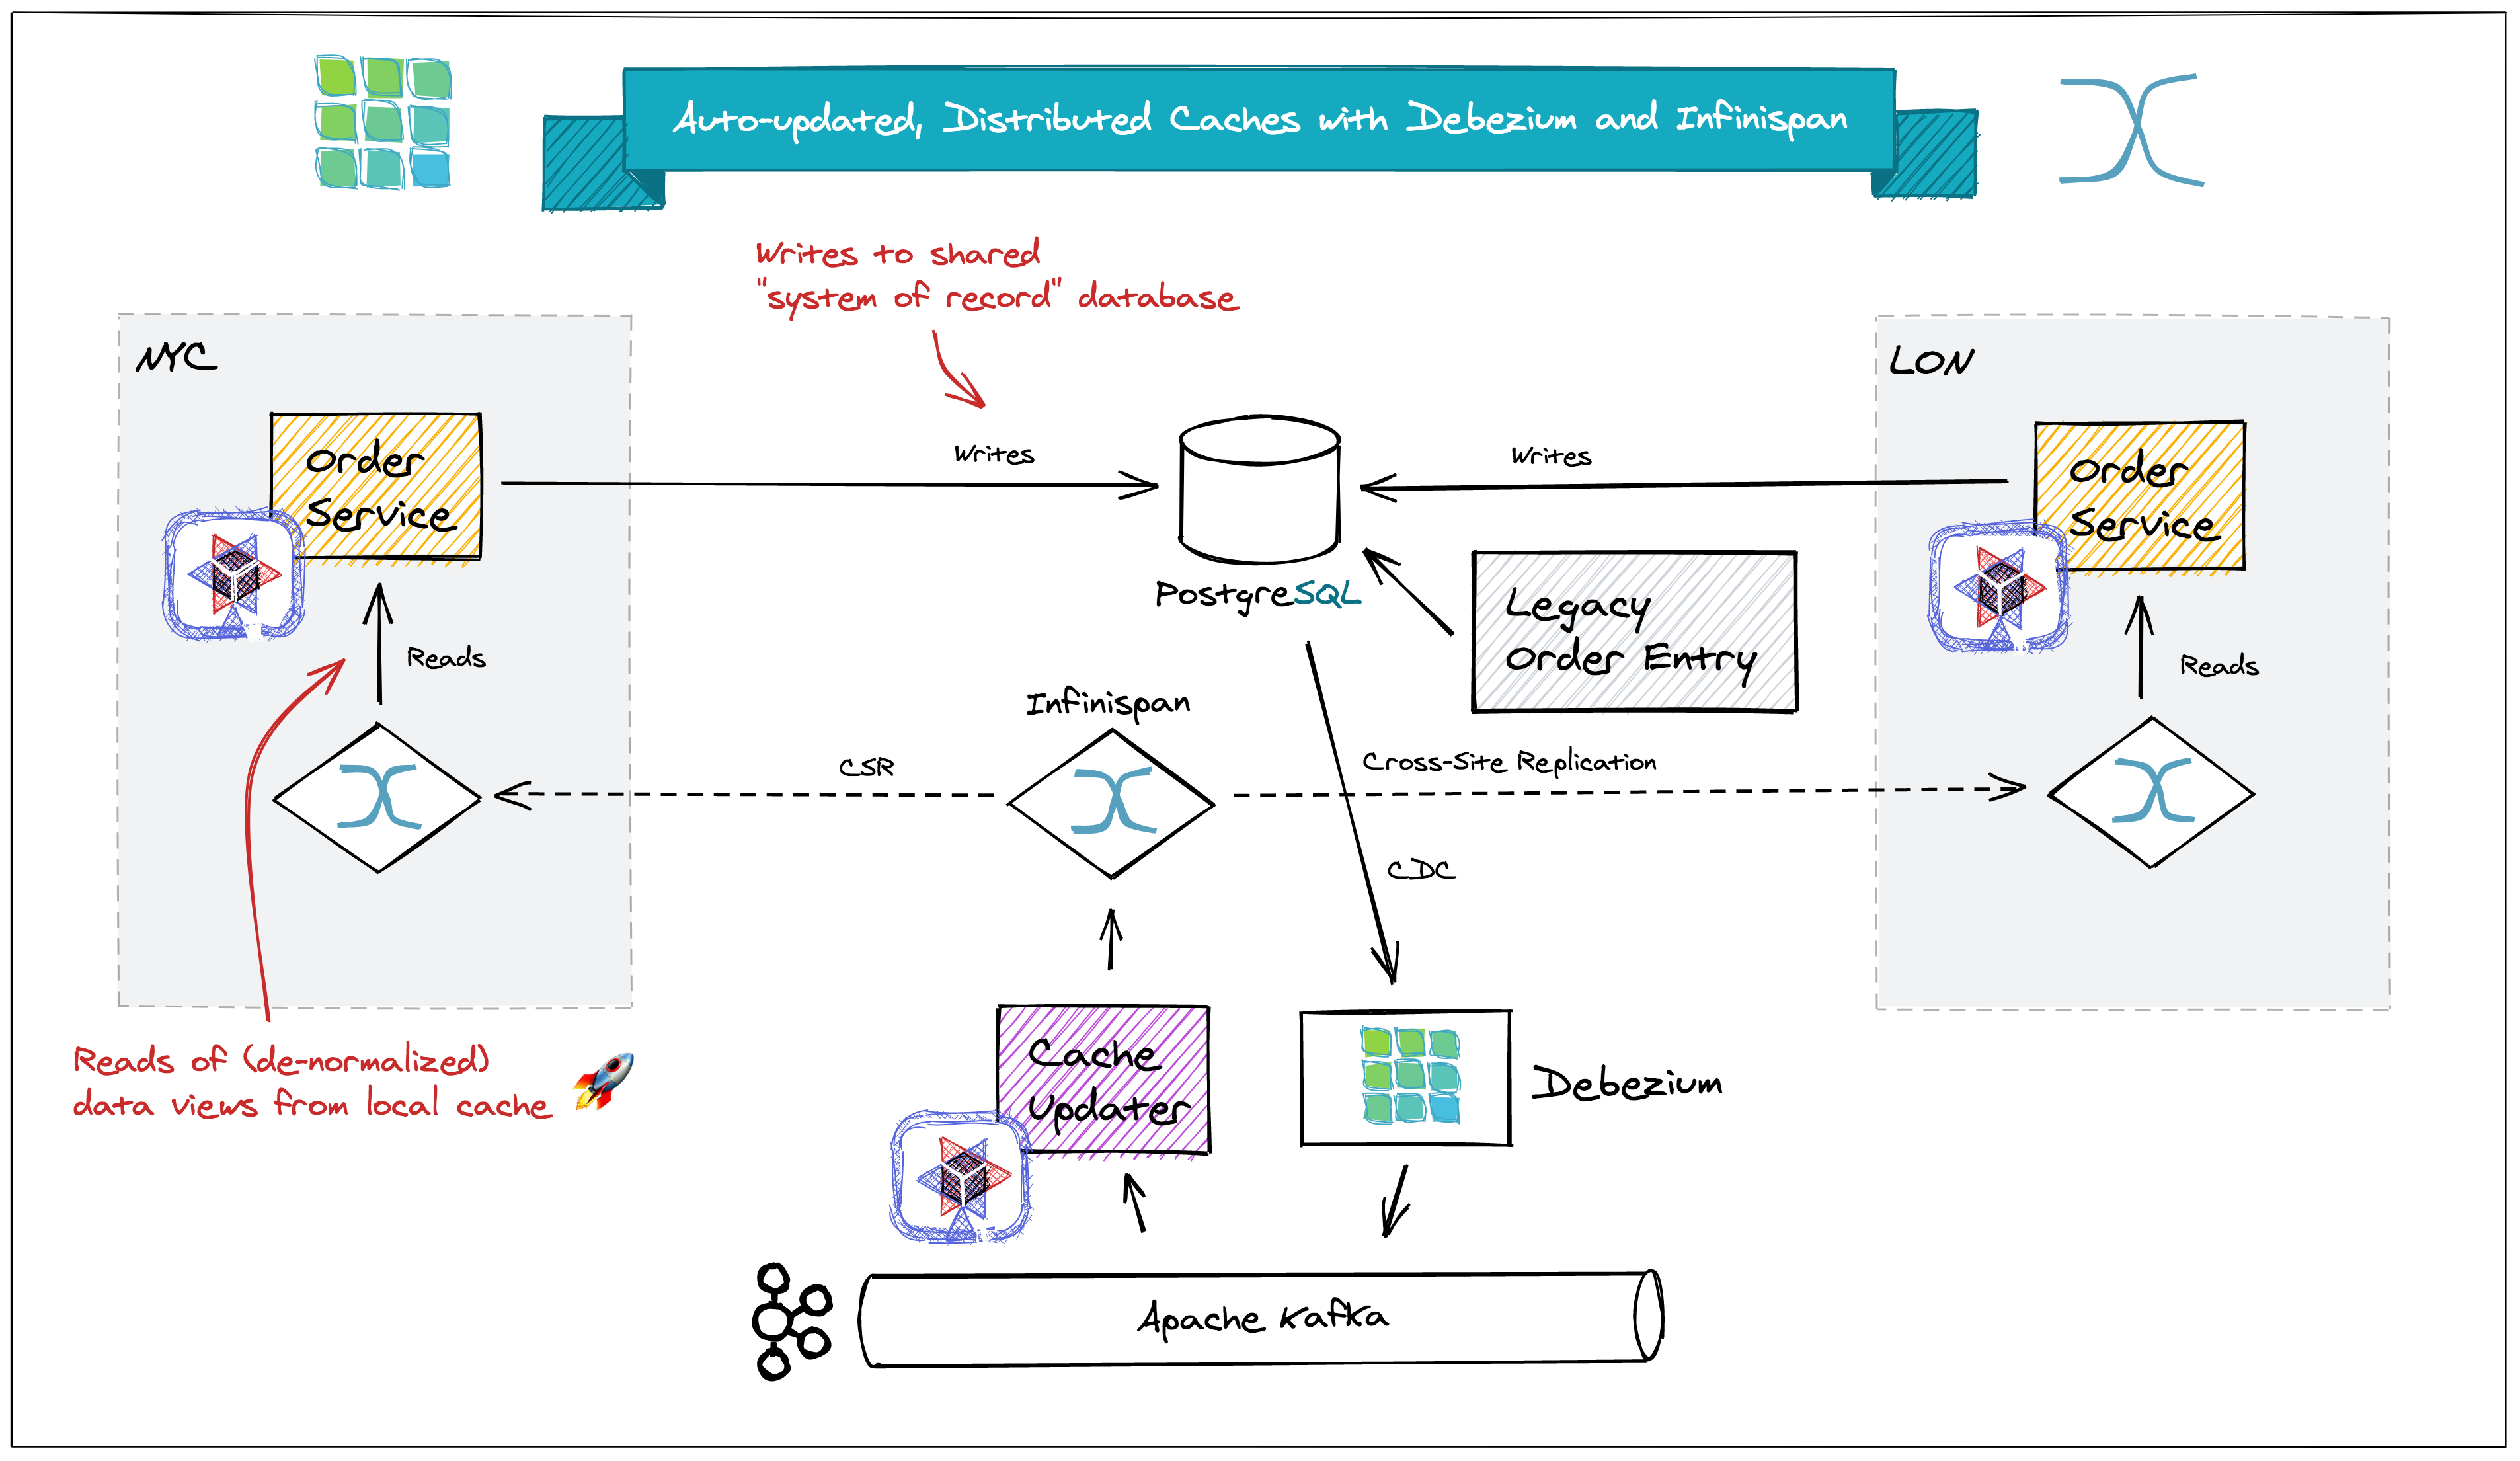 Auto-updated, Distributed Caches with Debezium and Infinispan
Writes to shared
"system of record" database
NYC
LON
Order
Service
Writes
Writes
Order
Service
PostgreSQL
Legacy
Order Entry
Reads
Reads
Infinispan
CSR
Cross-Site Replication
CDC
Reads of (de-normalized)
data views from local cache
Cache
Updater
Debezium
Apache Kafka